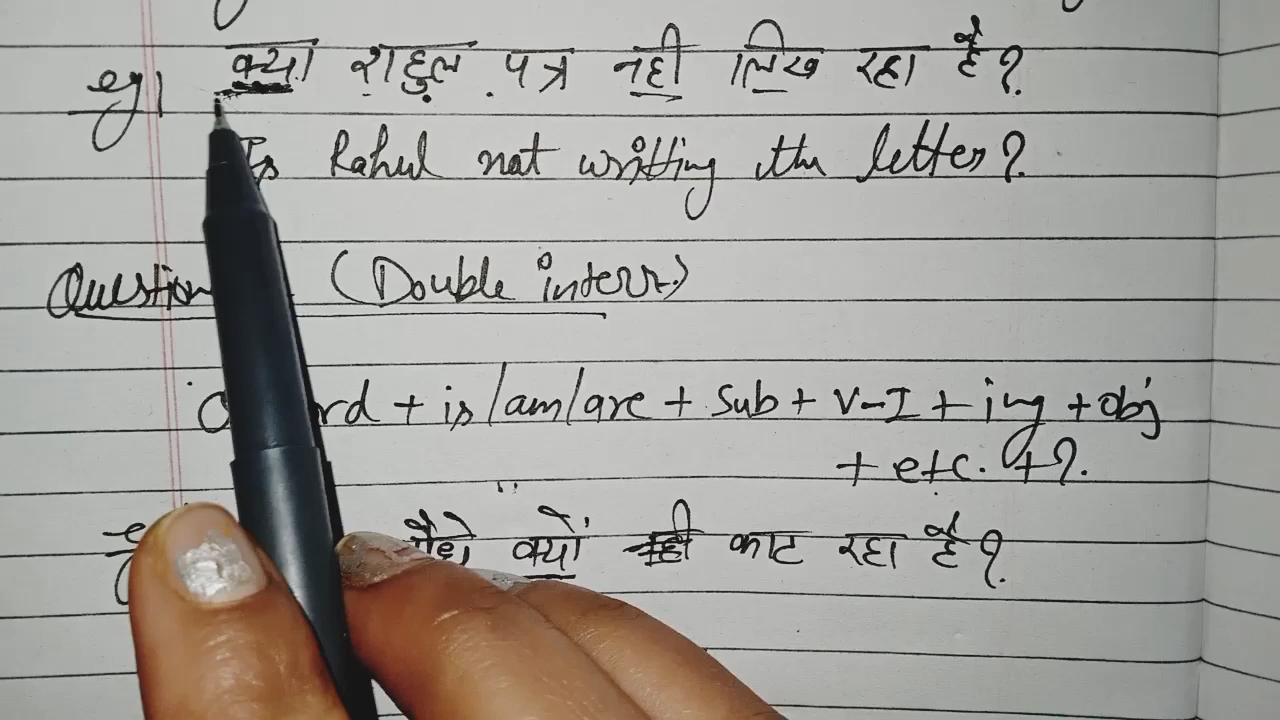 eg। क्या राहुल पत्र नही लिख रहा है?
Is Rahul not writting the letter?
Question (Double interr.)
+ is/am/are + sub + V-I + ing + obj
+ etc. + ?.
पौधे क्यों नही काट रहा है?